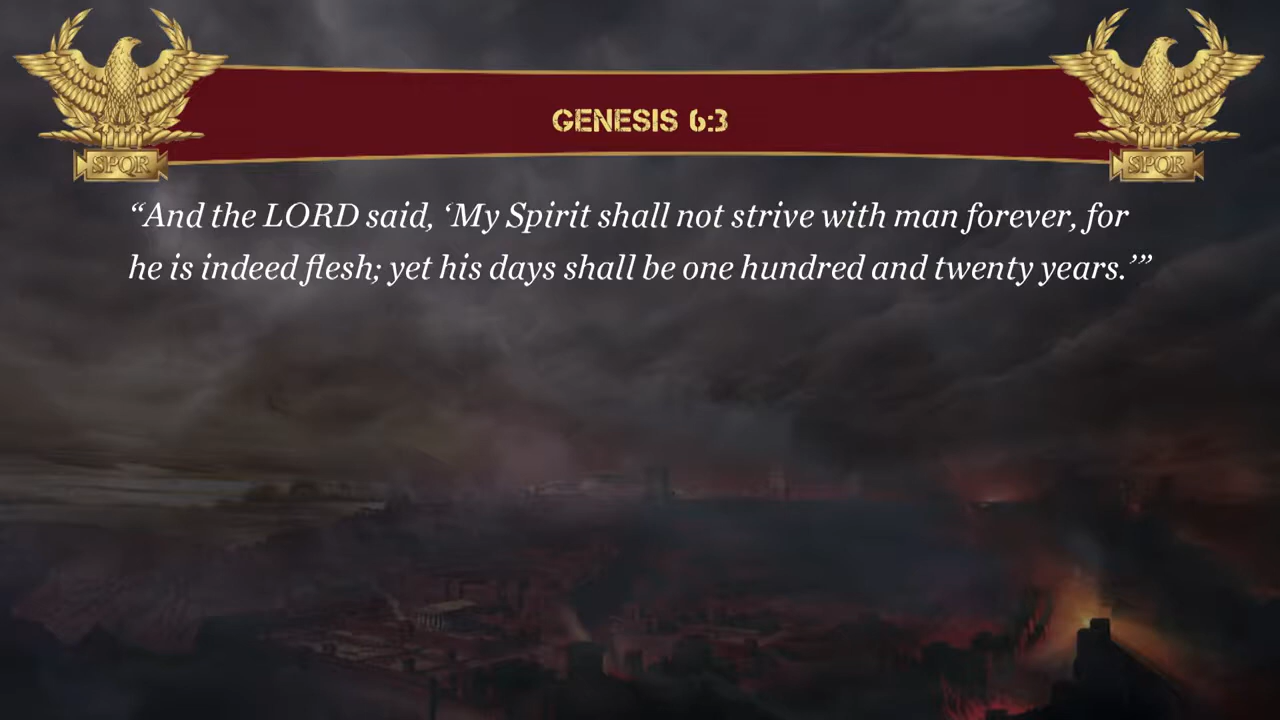 SPQR
GENESIS 6:3
SPQR
“And the LORD said, ‘My Spirit shall not strive with man forever, for
he is indeed flesh; yet his days shall be one hundred and twenty years.’”